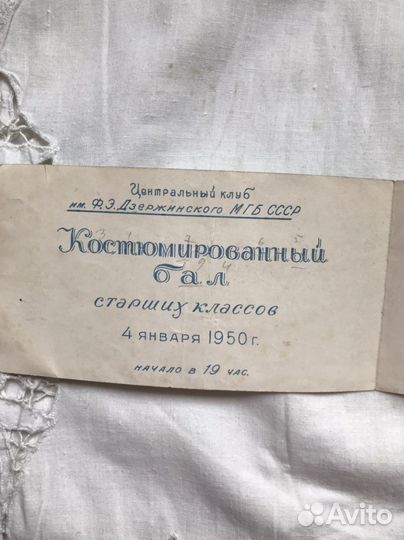 Центральный клуб
им. Ф.Э. Дзержинского МГБ СССР
Костюмированный
бал
старших классов
4 января 1950 г.
начало в 19 час.
Avito